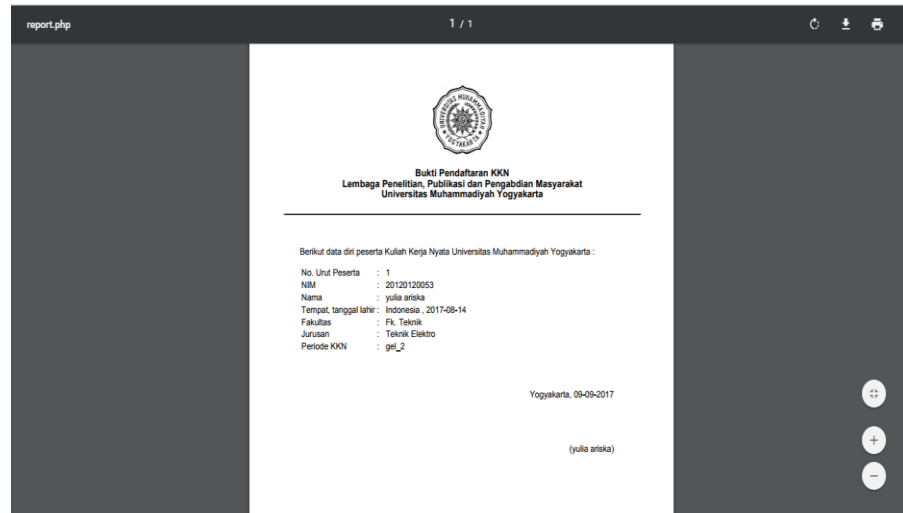 report.php
1 / 1
UNIVERSITAS MUHAMMADIYAH
YOGYAKARTA
Bukti Pendaftaran KKN
Lembaga Penelitian, Publikasi dan Pengabdian Masyarakat
Universitas Muhammadiyah Yogyakarta
Berikut data diri peserta Kuliah Kerja Nyata Universitas Muhammadiyah Yogyakarta :
No. Urut Peserta : 1
NIM : 20120120053
Nama : yulia ariska
Tempat, tanggal lahir : Indonesia , 2017-08-14
Fakultas : Fk. Teknik
Jurusan : Teknik Elektro
Periode KKN : gel_2
Yogyakarta, 09-09-2017
(yulia ariska)